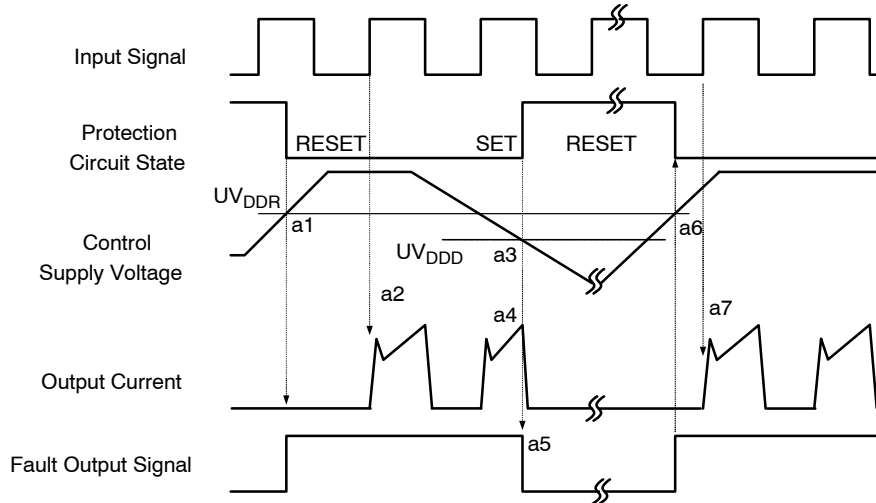 Input Signal
Protection
Circuit State
RESET
SET
RESET
UVDDR
a1
a6
Control
Supply Voltage
UVDDD
a3
a2
a4
a7
Output Current
a5
Fault Output Signal